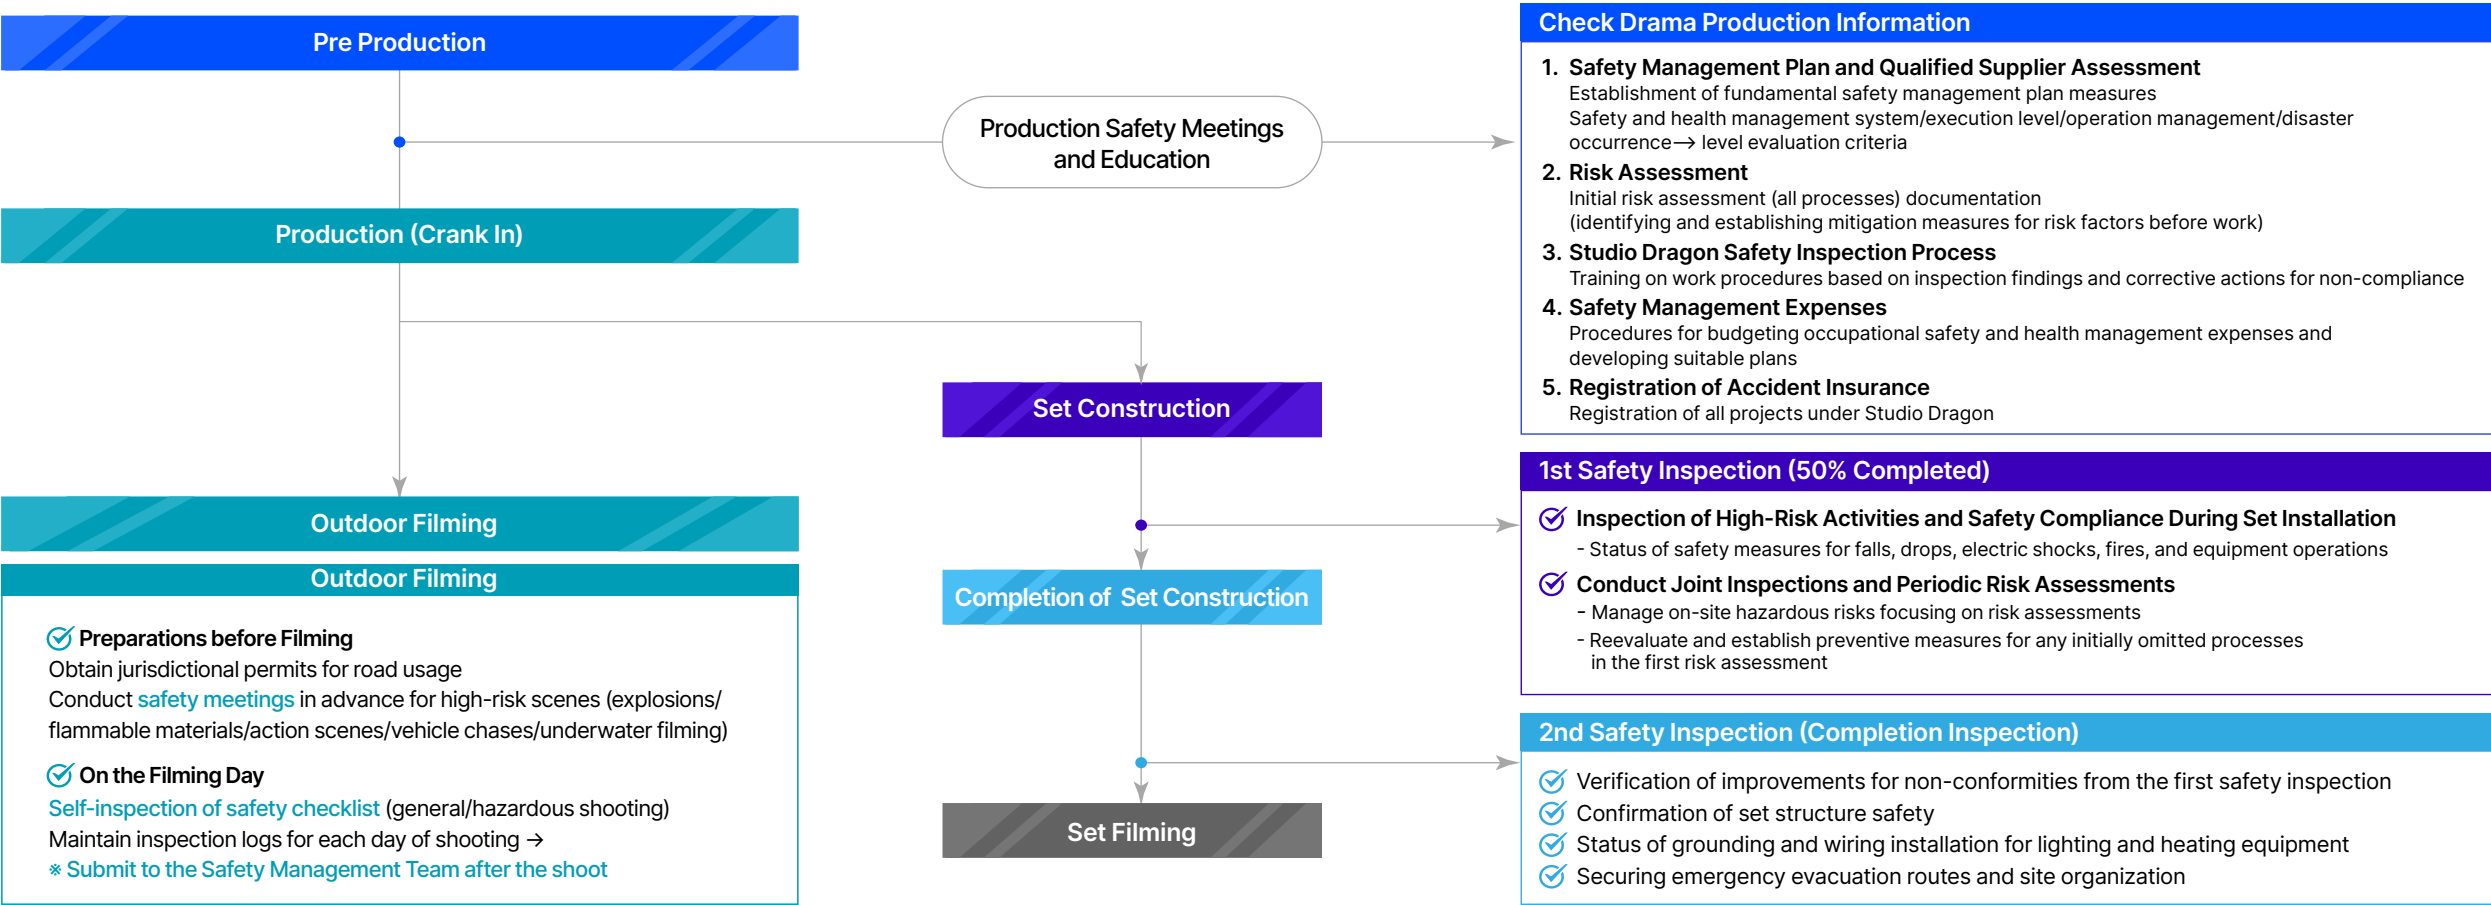 Pre Production
Production Safety Meetings
and Education
Production (Crank In)
Check Drama Production Information
1. Safety Management Plan and Qualified Supplier Assessment
Establishment of fundamental safety management plan measures
Safety and health management system/execution level/operation management/disaster
occurrence→ level evaluation criteria
2. Risk Assessment
Initial risk assessment (all processes) documentation
(identifying and establishing mitigation measures for risk factors before work)
3. Studio Dragon Safety Inspection Process
Training on work procedures based on inspection findings and corrective actions for non-compliance
4. Safety Management Expenses
Procedures for budgeting occupational safety and health management expenses and
developing suitable plans
5. Registration of Accident Insurance
Registration of all projects under Studio Dragon
Set Construction
1st Safety Inspection (50% Completed)
Inspection of High-Risk Activities and Safety Compliance During Set Installation
- Status of safety measures for falls, drops, electric shocks, fires, and equipment operations
Conduct Joint Inspections and Periodic Risk Assessments
- Manage on-site hazardous risks focusing on risk assessments
- Reevaluate and establish preventive measures for any initially omitted processes
in the first risk assessment
Completion of Set Construction
2nd Safety Inspection (Completion Inspection)
Verification of improvements for non-conformities from the first safety inspection
Confirmation of set structure safety
Status of grounding and wiring installation for lighting and heating equipment
Securing emergency evacuation routes and site organization
Set Filming
Outdoor Filming
Outdoor Filming
Preparations before Filming
Obtain jurisdictional permits for road usage
Conduct safety meetings in advance for high-risk scenes (explosions/
flammable materials/action scenes/vehicle chases/underwater filming)
On the Filming Day
Self-inspection of safety checklist (general/hazardous shooting)
Maintain inspection logs for each day of shooting →
※ Submit to the Safety Management Team after the shoot